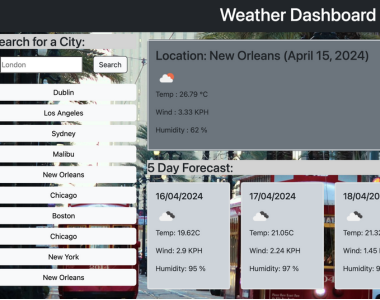 Weather Dashboard
earch for a City:
London
Search
Dublin
Los Angeles
Sydney
Malibu
New Orleans
Chicago
Boston
Chicago
New York
New Orleans
Location: New Orleans (April 15, 2024)
Temp : 26.79 °C
Wind : 3.33 KPH
Humidity : 62 %
5 Day Forecast:
16/04/2024
Temp: 19.62C
Wind: 2.9 KPH
Humidity: 95 %
17/04/2024
Temp: 21.05C
Wind: 2.24 KPH
Humidity: 97 %
18/04/20
Temp: 21.32
Wind: 1.45
Humidity: 9